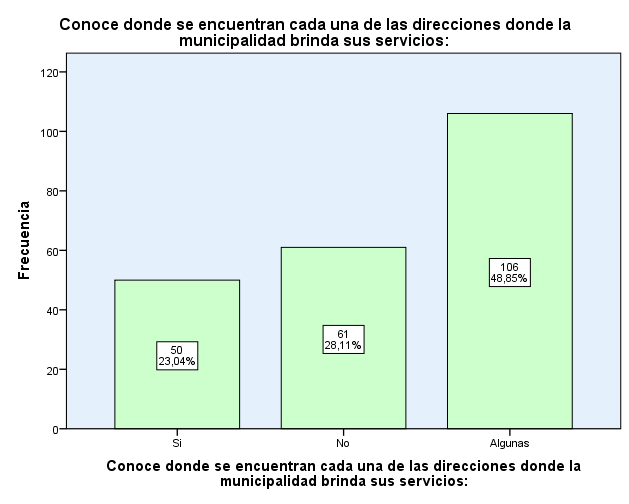 Conoce donde se encuentran cada una de las direcciones donde la
municipalidad brinda sus servicios:
Frecuencia
120
100
80
60
40
20
0
50
23,04%
61
28,11%
106
48,85%
Si
No
Algunas
Conoce donde se encuentran cada una de las direcciones donde la
municipalidad brinda sus servicios: